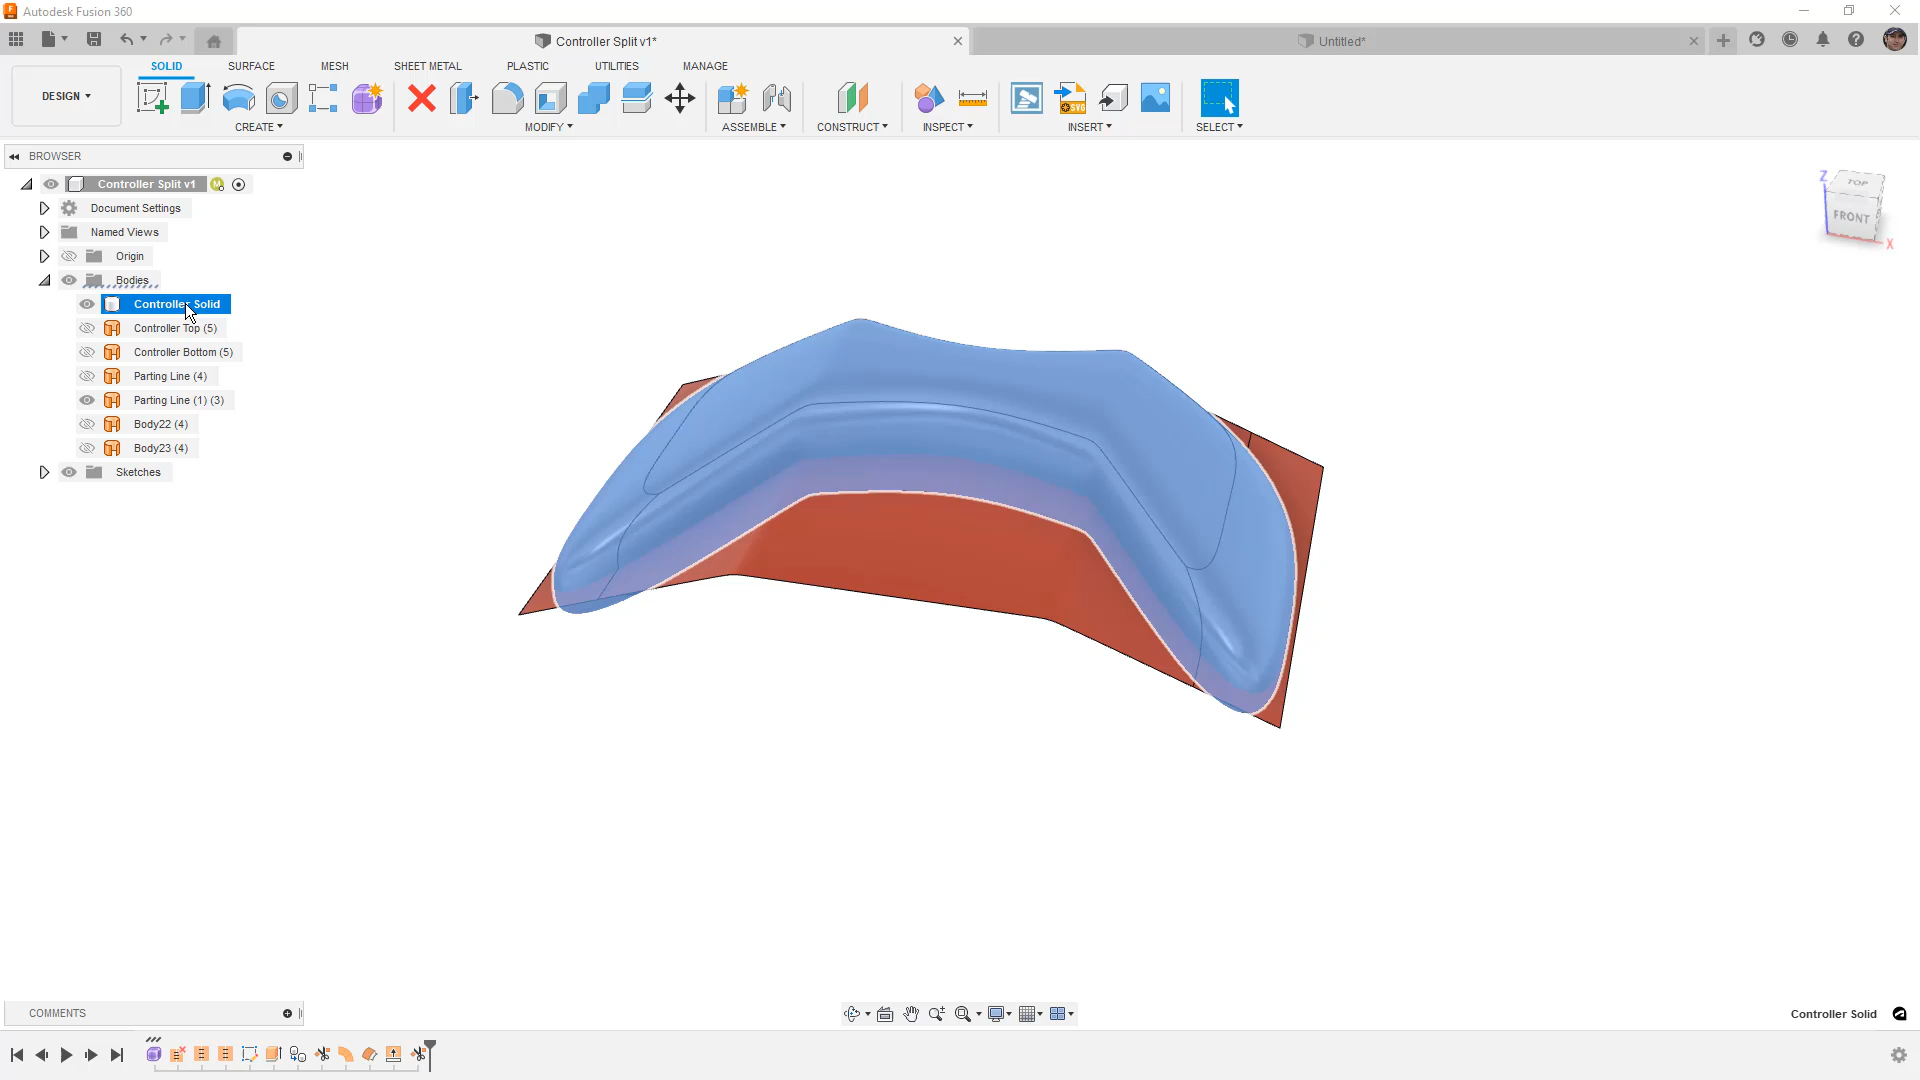 Autodesk Fusion 360
Controller Split v1*
Untitled*
DESIGN
SOLID
SURFACE
MESH
SHEET METAL
PLASTIC
UTILITIES
MANAGE
CREATE
MODIFY
ASSEMBLE
CONSTRUCT
INSPECT
INSERT
SELECT
SVG
BROWSER
Controller Split v1
Document Settings
Named Views
Origin
Bodies
Controller Solid
Controller Top (5)
Controller Bottom (5)
Parting Line (4)
Parting Line (1) (3)
Body22 (4)
Body23 (4)
Sketches
Z
TOP
FRONT
X
COMMENTS
Controller Solid